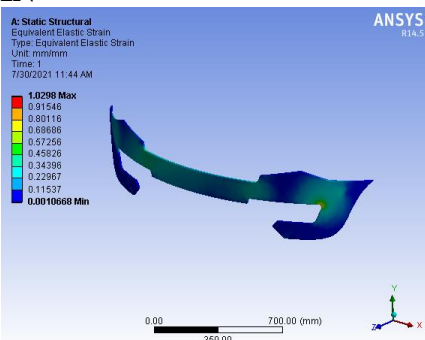 A: Static Structural
Equivalent Elastic Strain
Type: Equivalent Elastic Strain
Unit: mm/mm
Time: 1
7/30/2021 11:44 AM
ANSYS
R14.5
1.0298 Max
0.91546
0.80116
0.68686
0.57256
0.45826
0.34396
0.22967
0.11537
0.0010668 Min
0.00
700.00 (mm)
350.00
Y
Z
X